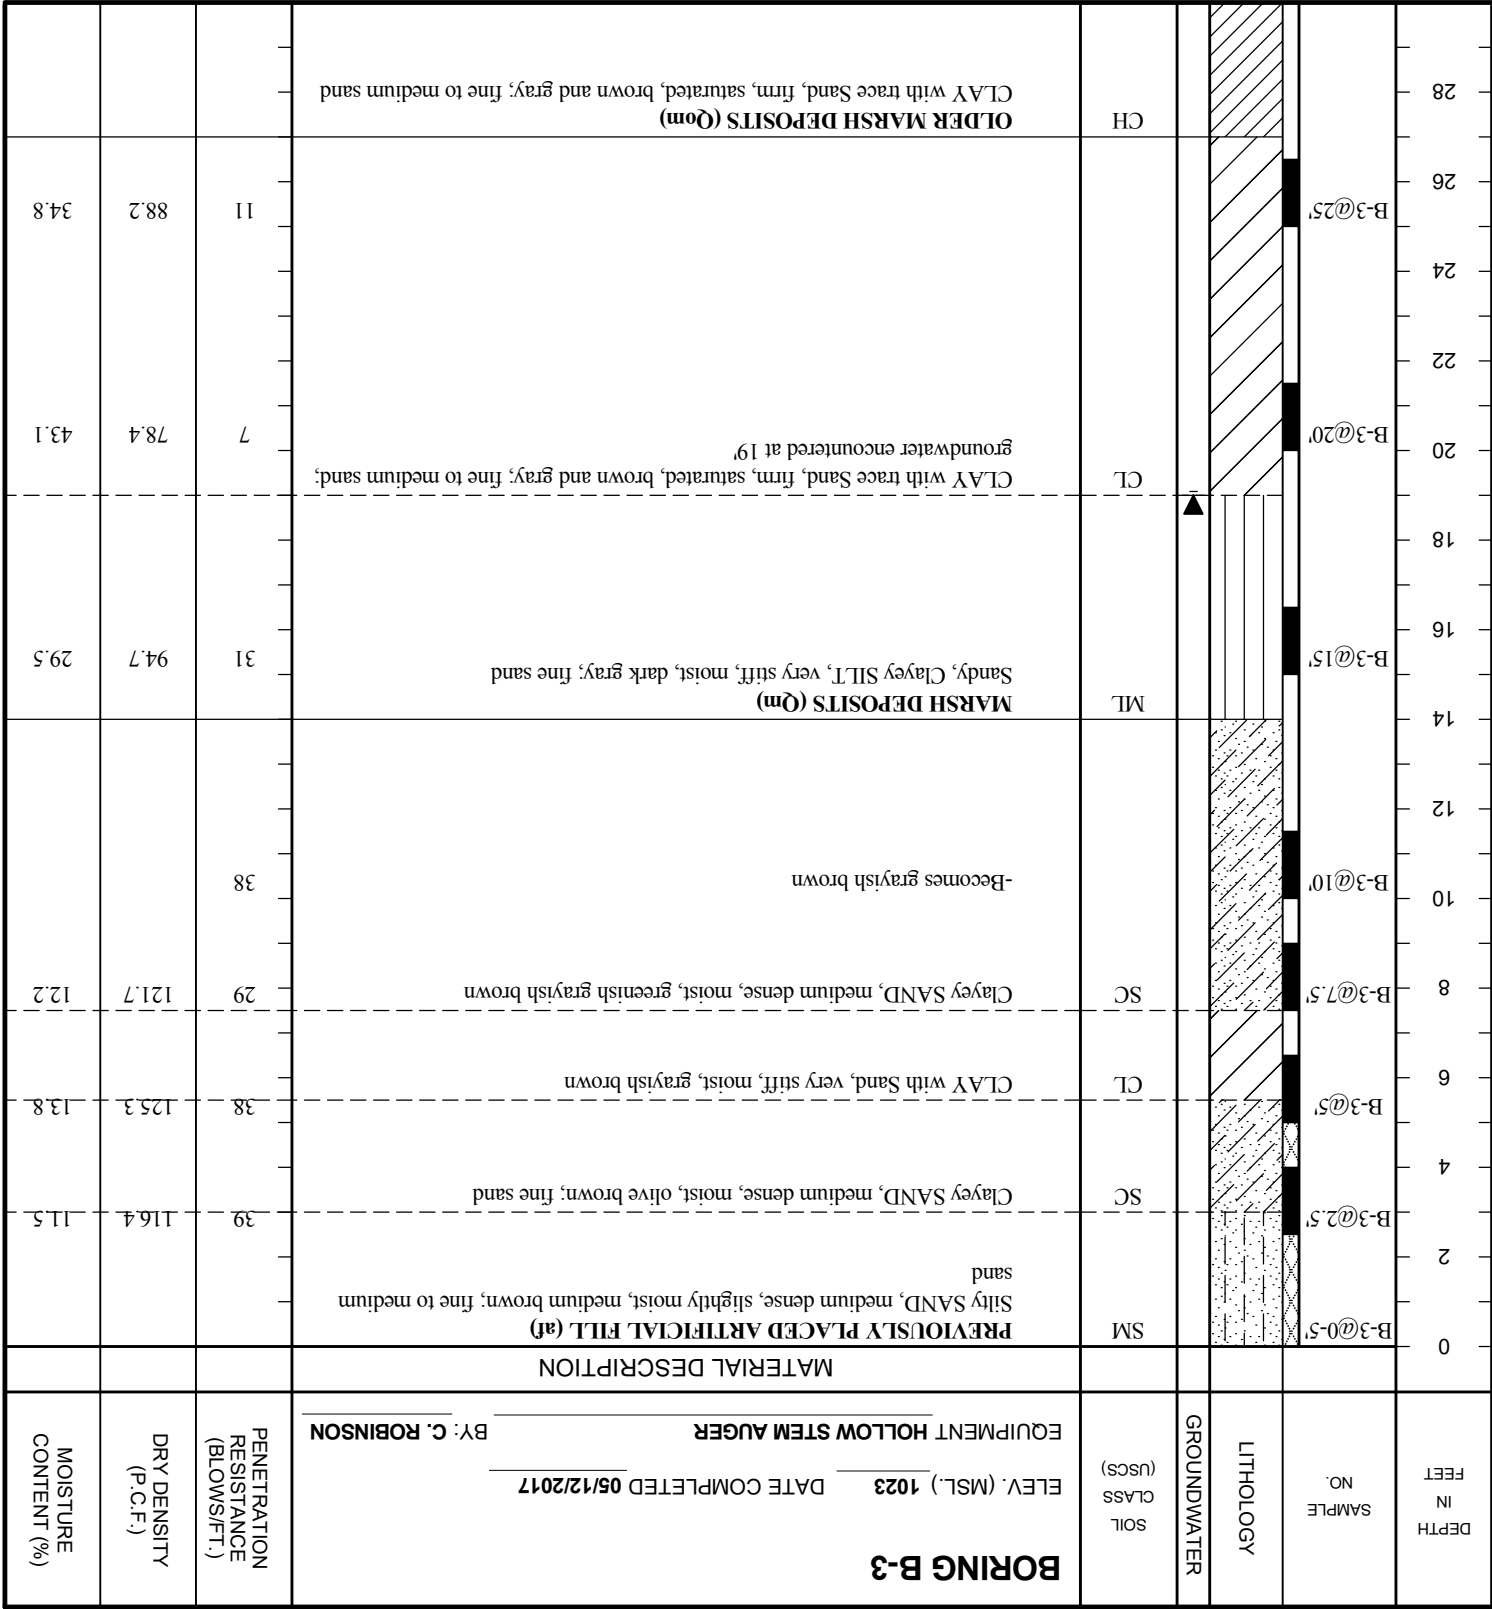 BORING B-3
DEPTH
IN
FEET
SAMPLE
NO.
LITHOLOGY
GROUNDWATER
SOIL
CLASS
(USCS)
ELEV. (MSL.) 1023 DATE COMPLETED 05/12/2017
EQUIPMENT HOLLOW STEM AUGER BY: C. ROBINSON
PENETRATION
RESISTANCE
(BLOWS/FT.)
DRY DENSITY
(P.C.F.)
MOISTURE
CONTENT (%)
MATERIAL DESCRIPTION
0 B-3@0-5' SM PREVIOUSLY PLACED ARTIFICIAL FILL (af)
Silty SAND, medium dense, slightly moist, medium brown; fine to medium
sand
2
B-3@2.5' 39 116.4 11.5
SC Clayey SAND, medium dense, moist, olive brown; fine sand
4
B-3@5' 38 125.3 13.8
6 CL CLAY with Sand, very stiff, moist, grayish brown
8 B-3@7.5' SC Clayey SAND, medium dense, moist, greenish grayish brown 29 121.7 12.2
10 B-3@10' -Becomes grayish brown 38
12
14
ML MARSH DEPOSITS (Qm)
Sandy, Clayey SILT, very stiff, moist, dark gray; fine sand
B-3@15' 31 94.7 29.5
16
18
CL CLAY with trace Sand, firm, saturated, brown and gray; fine to medium sand;
groundwater encountered at 19'
20 B-3@20' 7 78.4 43.1
22
24
B-3@25' 11 88.2 34.8
26
CH OLDER MARSH DEPOSITS (Qom)
28 CLAY with trace Sand, firm, saturated, brown and gray; fine to medium sand